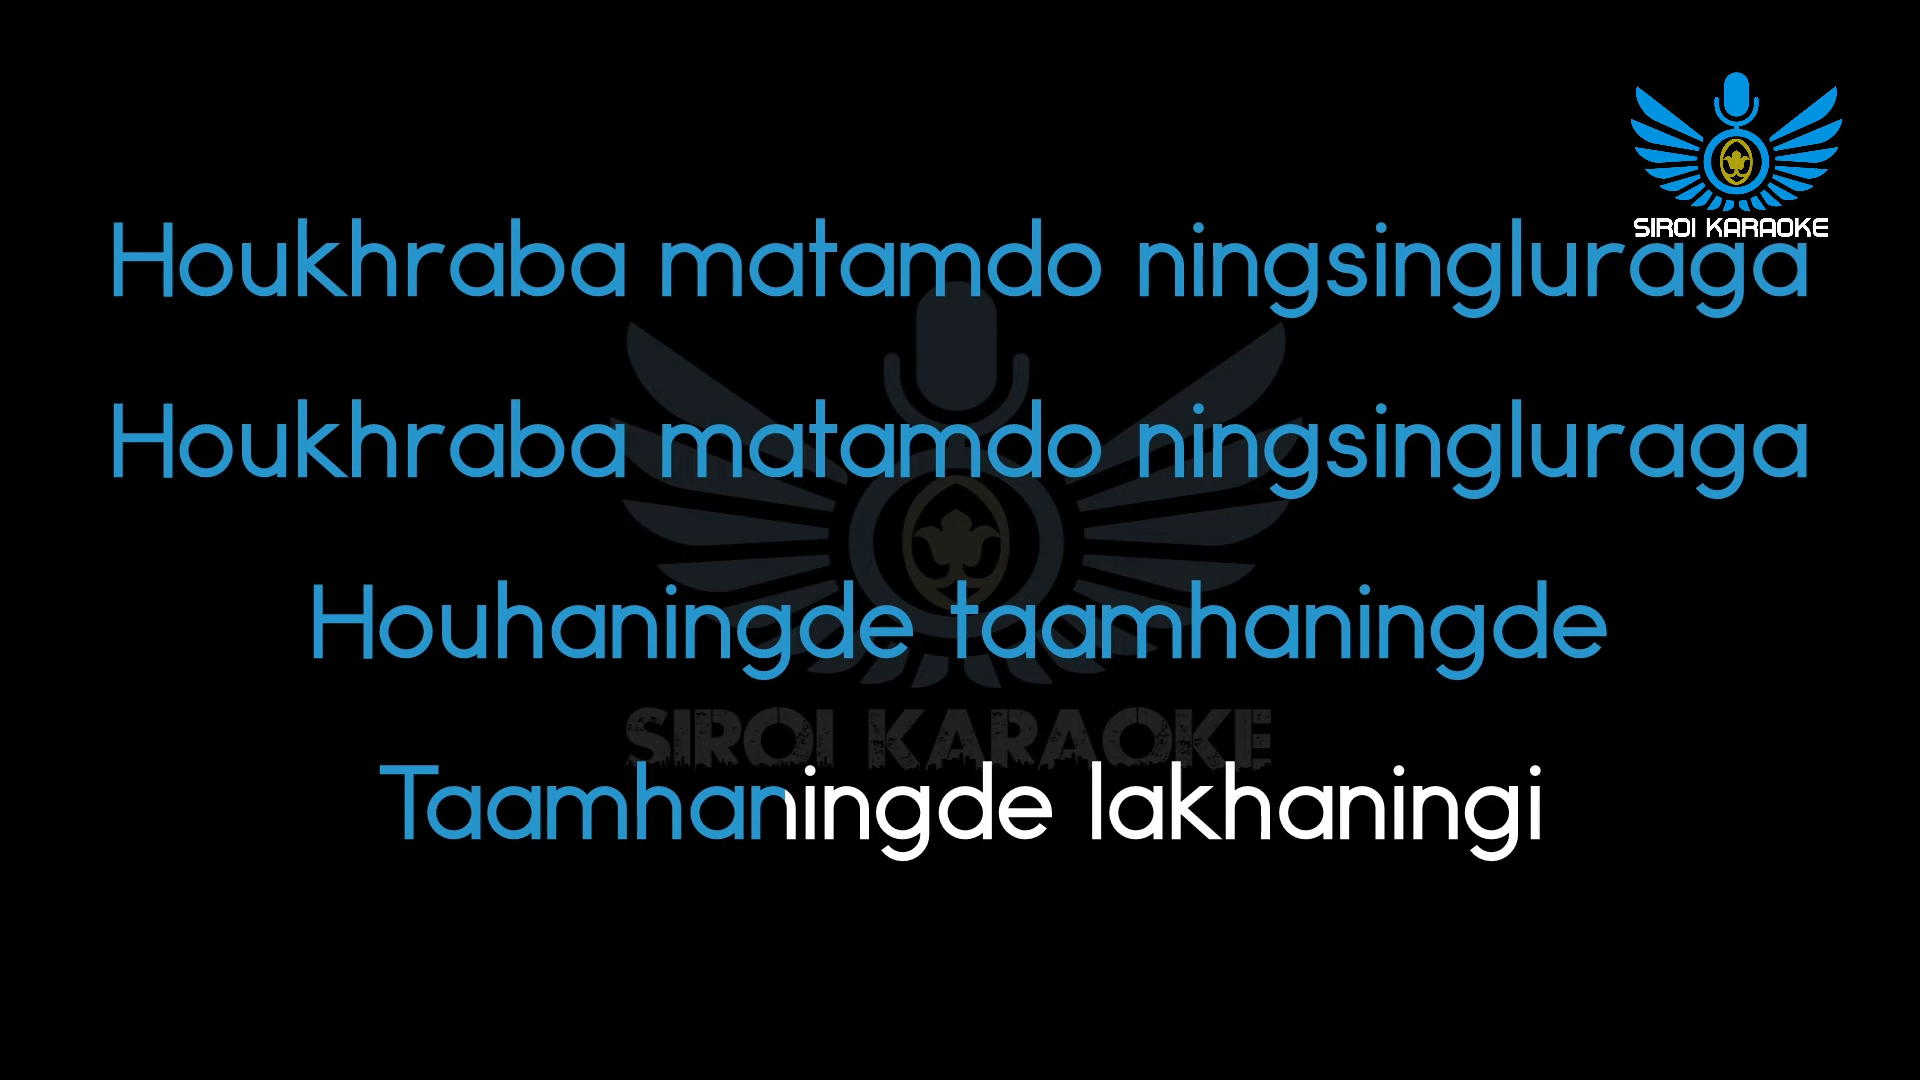 SIROI KARAOKE
Houkhraba matamdo ningsingluraga
Houkhraba matamdo ningsingluraga
Houhaningde taamhaningde
SIROI KARAOKE
Taamhaningde lakhaningi